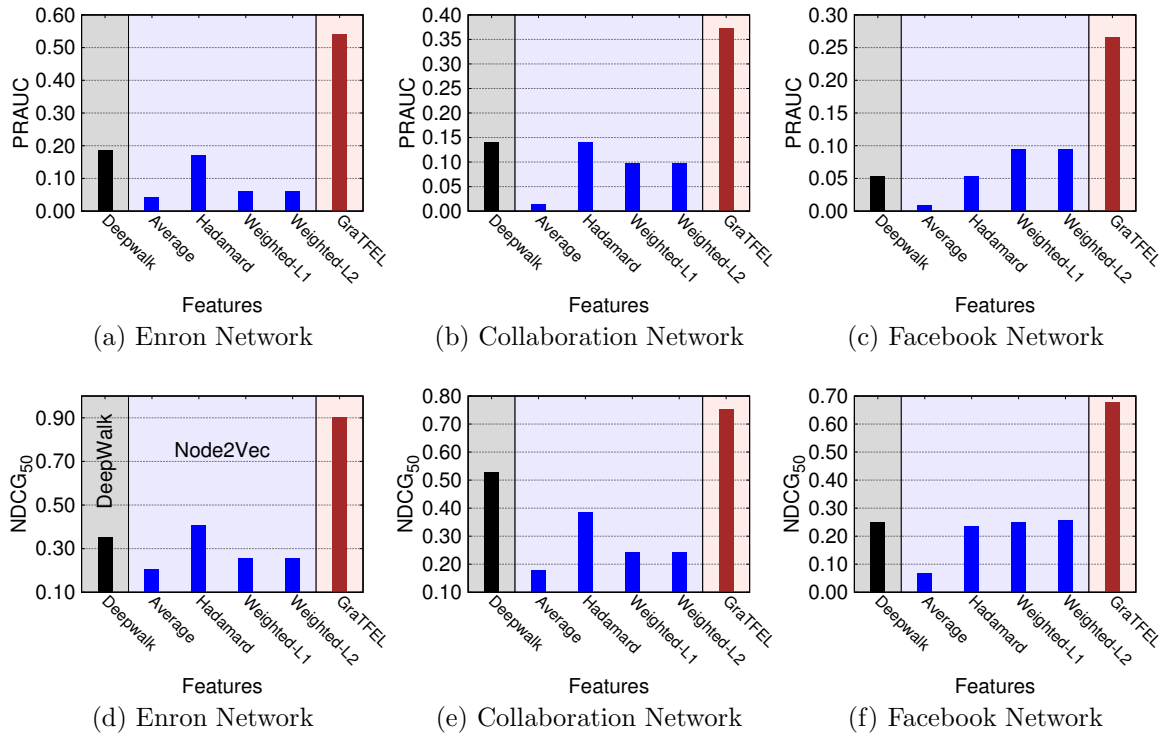 0.60
0.50
0.40
0.30
0.20
0.10
0.00
PRAUC
Deepwalk
Average
Hadamard
Weighted-L1
Weighted-L2
GraTFEL
Features
(a) Enron Network
0.40
0.35
0.30
0.25
0.20
0.15
0.10
0.05
0.00
PRAUC
Deepwalk
Average
Hadamard
Weighted-L1
Weighted-L2
GraTFEL
Features
(b) Collaboration Network
0.30
0.25
0.20
0.15
0.10
0.05
0.00
PRAUC
Deepwalk
Average
Hadamard
Weighted-L1
Weighted-L2
GraTFEL
Features
(c) Facebook Network
0.90
0.70
0.50
0.30
0.10
NDCG50
DeepWalk
Node2Vec
Deepwalk
Average
Hadamard
Weighted-L1
Weighted-L2
GraTFEL
Features
(d) Enron Network
0.80
0.70
0.60
0.50
0.40
0.30
0.20
0.10
NDCG50
Deepwalk
Average
Hadamard
Weighted-L1
Weighted-L2
GraTFEL
Features
(e) Collaboration Network
0.70
0.60
0.50
0.40
0.30
0.20
0.10
0.00
NDCG50
Deepwalk
Average
Hadamard
Weighted-L1
Weighted-L2
GraTFEL
Features
(f) Facebook Network